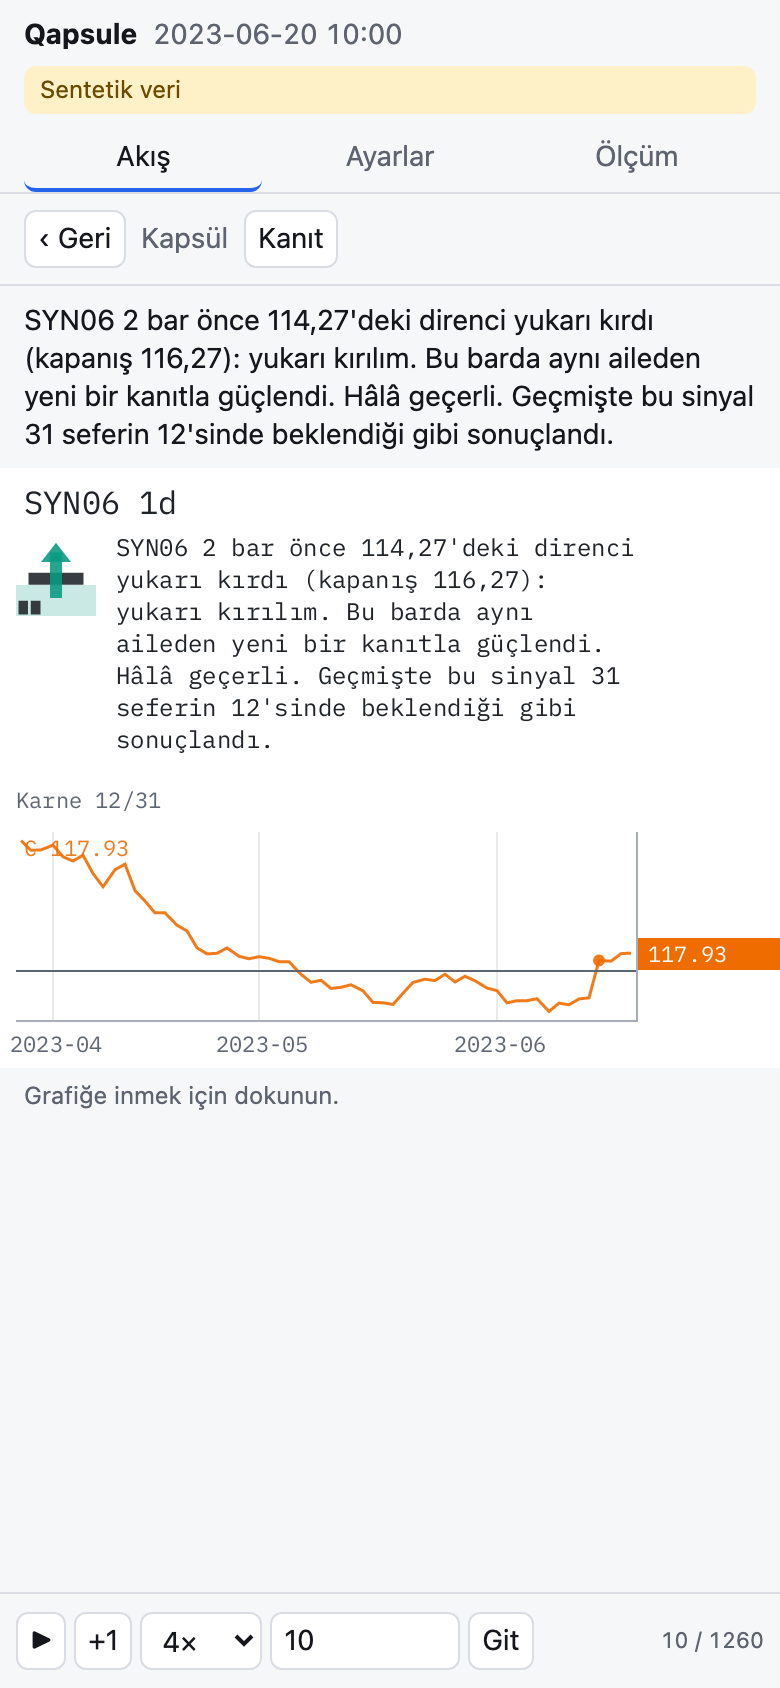 Qapsule 2023-06-20 10:00
Sentetik veri
Akış Ayarlar Ölçüm
‹ Geri Kapsül Kanıt
SYN06 2 bar önce 114,27'deki direnci yukarı kırdı
(kapanış 116,27): yukarı kırılım. Bu barda aynı aileden
yeni bir kanıtla güçlendi. Hâlâ geçerli. Geçmişte bu sinyal
31 seferin 12'sinde beklendiği gibi sonuçlandı.
SYN06 1d
SYN06 2 bar önce 114,27'deki direnci
yukarı kırdı (kapanış 116,27):
yukarı kırılım. Bu barda aynı
aileden yeni bir kanıtla güçlendi.
Hâlâ geçerli. Geçmişte bu sinyal 31
seferin 12'sinde beklendiği gibi
sonuçlandı.
Karne 12/31
C 117.93
117.93
2023-04 2023-05 2023-06
Grafiğe inmek için dokunun.
+1 4× 10 Git 10 / 1260